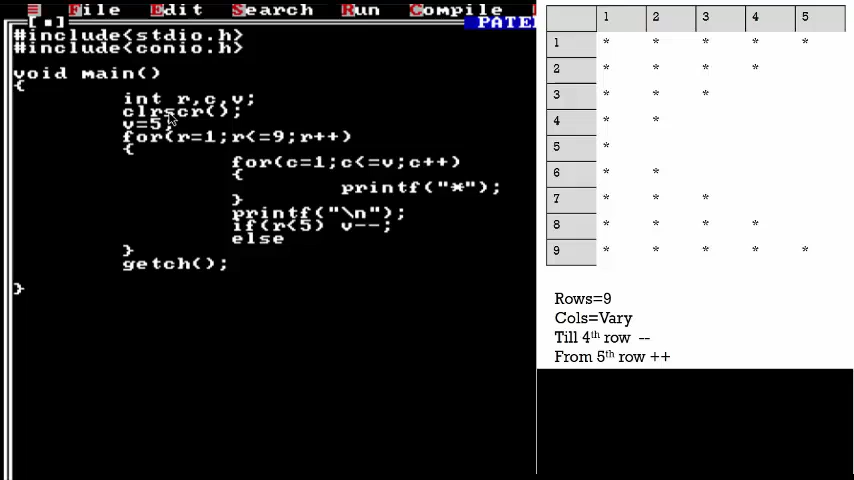 File Edit Search Run Compile
[ ]
PATE
#include<stdio.h>
#include<conio.h>
void main()
{
int r,c,v;
clrscr();
v=5;
for(r=1;r<=9;r++)
{
for(c=1;c<=v;c++)
{
printf("*");
}
printf("\n");
if(r<5) v--;
else
}
getch();
}
1 2 3 4 5
1 * * * * *
2 * * * *
3 * * *
4 * *
5 *
6 * *
7 * * *
8 * * * *
9 * * * * *
Rows=9
Cols=Vary
Till 4th row --
From 5th row ++